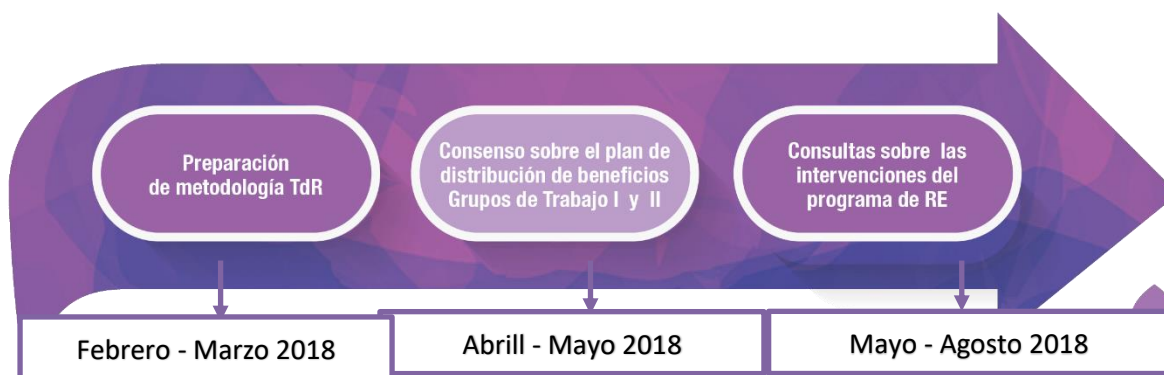 Preparación
de metodología TdR
Consenso sobre el plan de
distribución de beneficios
Grupos de Trabajo I y II
Consultas sobre las
intervenciones del
programa de RE
Febrero - Marzo 2018
Abrill - Mayo 2018
Mayo - Agosto 2018